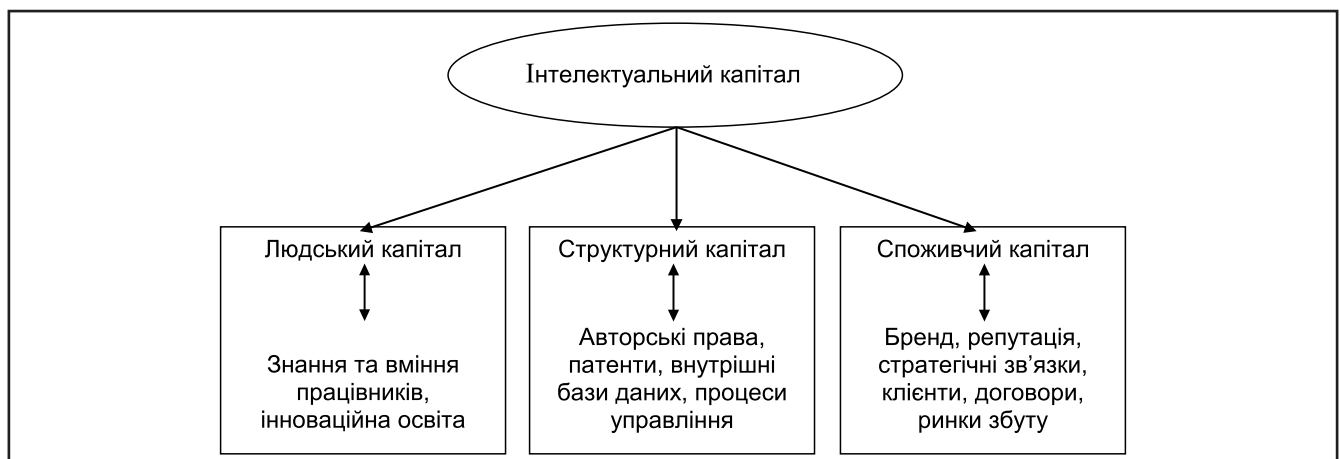 Інтелектуальний капітал
Людський капітал
Знання та вміння
працівників,
інноваційна освіта
Структурний капітал
Авторські права,
патенти, внутрішні
бази даних, процеси
управління
Споживчий капітал
Бренд, репутація,
стратегічні зв’язки,
клієнти, договори,
ринки збуту